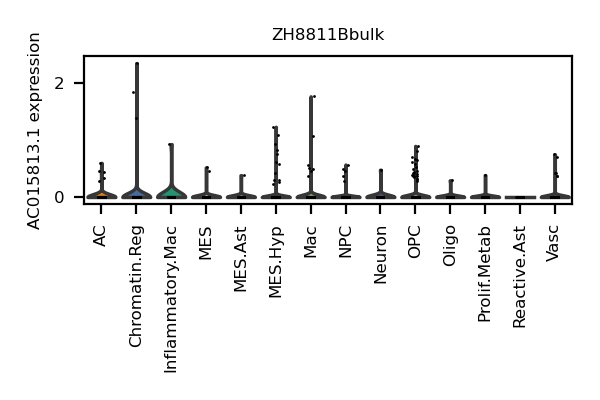 ZH8811Bbulk
AC015813.1 expression
2
0
AC
Chromatin.Reg
Inflammatory.Mac
MES
MES.Ast
MES.Hyp
Mac
NPC
Neuron
OPC
Oligo
Prolif.Metab
Reactive.Ast
Vasc